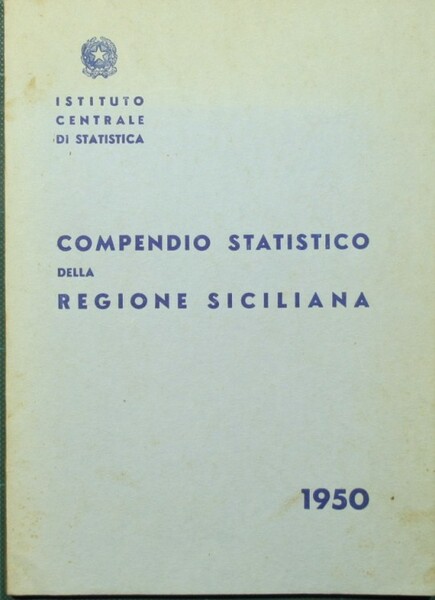 ISTITUTO
CENTRALE
DI STATISTICA
COMPENDIO STATISTICO
DELLA
REGIONE SICILIANA
1950